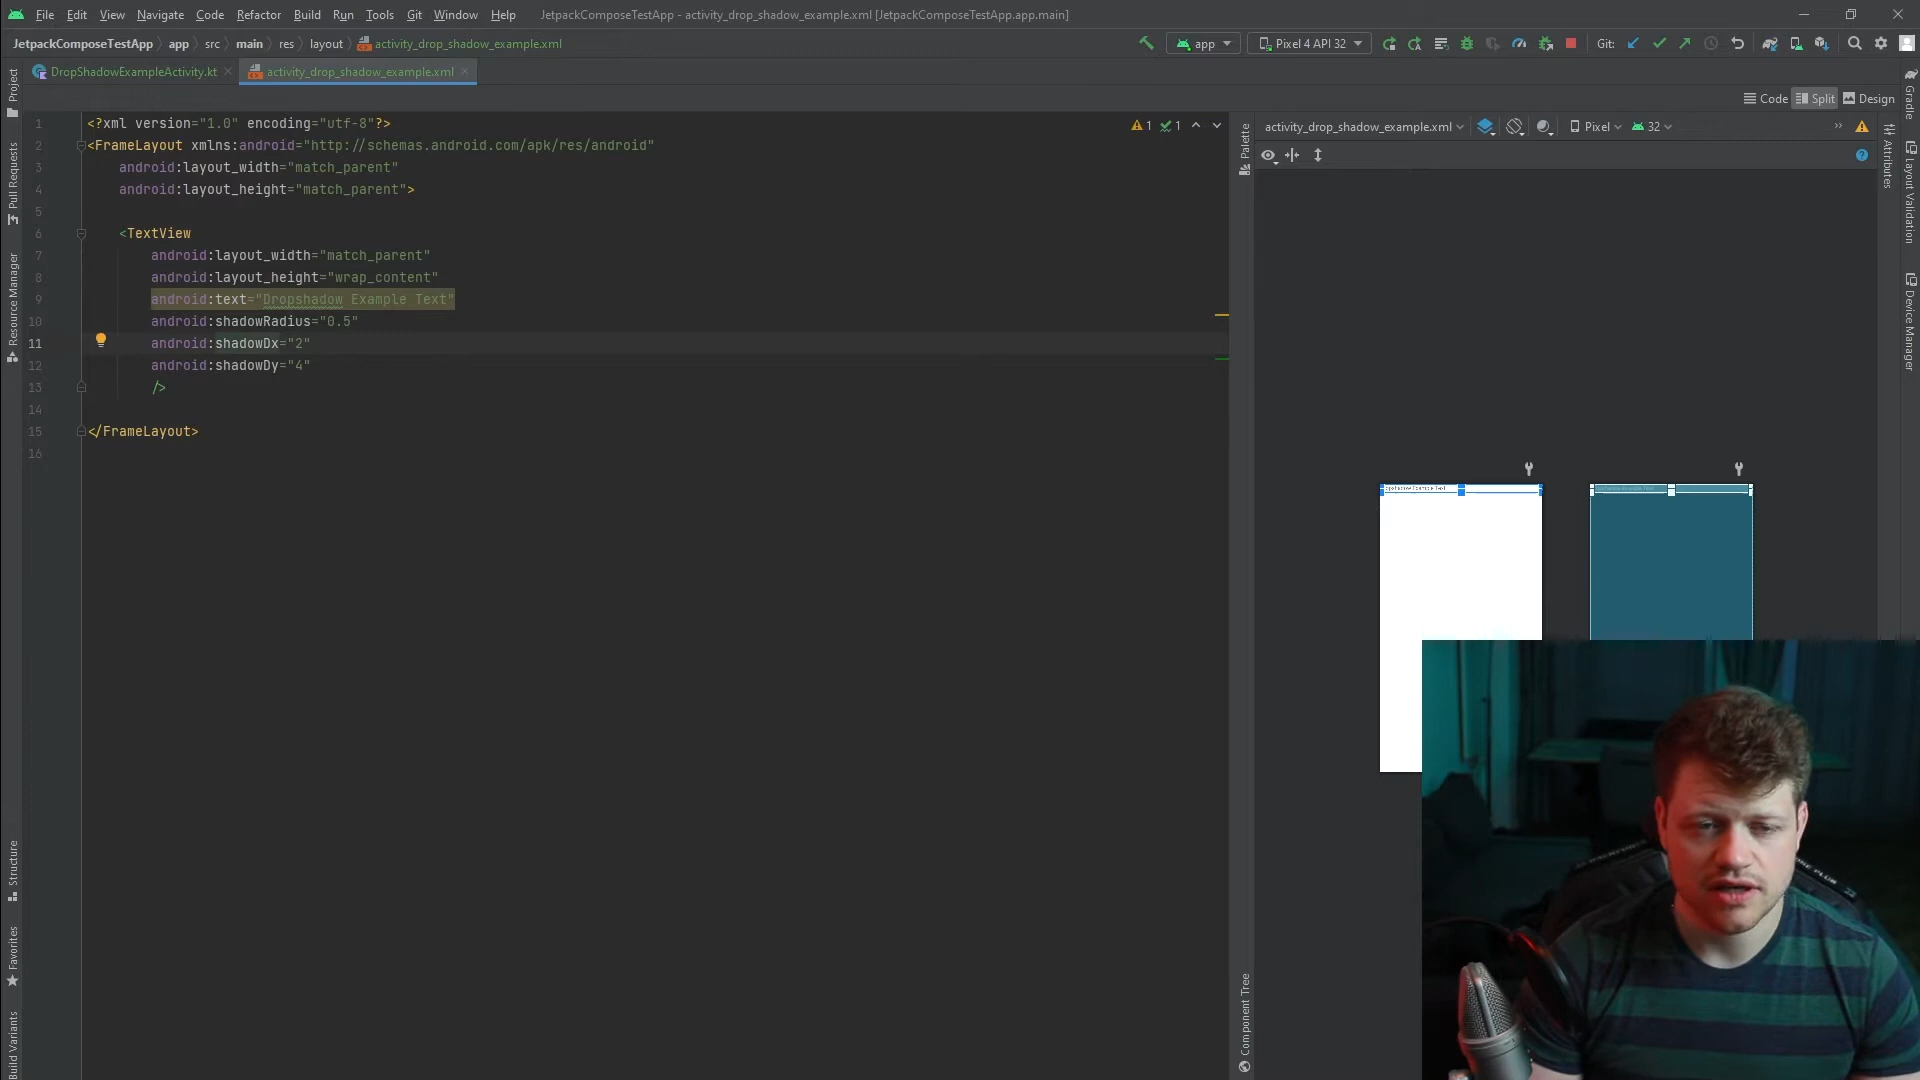 File Edit View Navigate Code Refactor Build Run Tools Git Window Help JetpackComposeTestApp - activity_drop_shadow_example.xml [JetpackComposeTestApp.app.main]
JetpackComposeTestApp app src main res layout activity_drop_shadow_example.xml app Pixel 4 API 32 Git:
DropShadowExampleActivity.kt activity_drop_shadow_example.xml
Code Split Design
activity_drop_shadow_example.xml Pixel 32
1 <?xml version="1.0" encoding="utf-8"?> 1 1
2 <FrameLayout xmlns:android="http://schemas.android.com/apk/res/android"
3 android:layout_width="match_parent"
4 android:layout_height="match_parent">
5
6 <TextView
7 android:layout_width="match_parent"
8 android:layout_height="wrap_content"
9 android:text="Dropshadow Example Text"
10 android:shadowRadius="0.5"
11 android:shadowDx="2"
12 android:shadowDy="4"
13 />
14
15 </FrameLayout>
16
Project
Pull Requests
Resource Manager
Structure
Favorites
Build Variants
Palette
Component Tree
Attributes
Gradle
Layout Validation
Device Manager